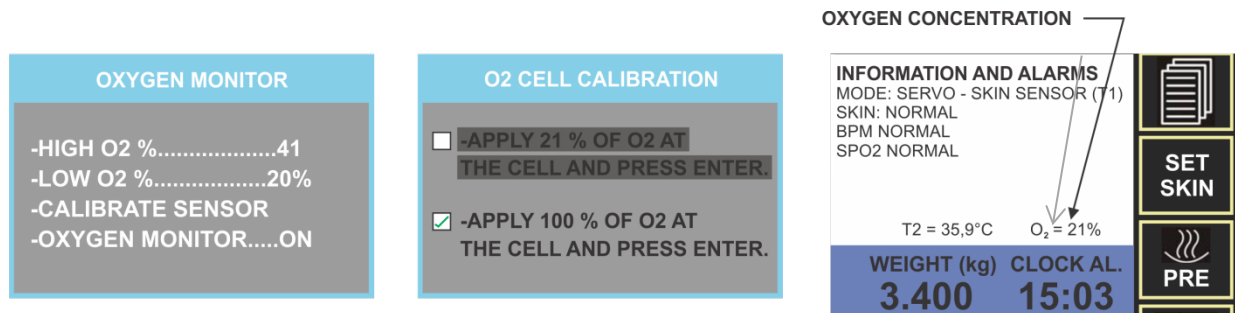 OXYGEN CONCENTRATION
OXYGEN MONITOR
-HIGH O2 %...................41
-LOW O2 %..................20%
-CALIBRATE SENSOR
-OXYGEN MONITOR.....ON
O2 CELL CALIBRATION
-APPLY 21 % OF O2 AT
THE CELL AND PRESS ENTER.
-APPLY 100 % OF O2 AT
THE CELL AND PRESS ENTER.
INFORMATION AND ALARMS
MODE: SERVO - SKIN SENSOR (T1)
SKIN: NORMAL
BPM NORMAL
SPO2 NORMAL
T2 = 35,9°C O₂ = 21%
WEIGHT (kg) CLOCK AL.
3.400 15:03
SET
SKIN
PRE